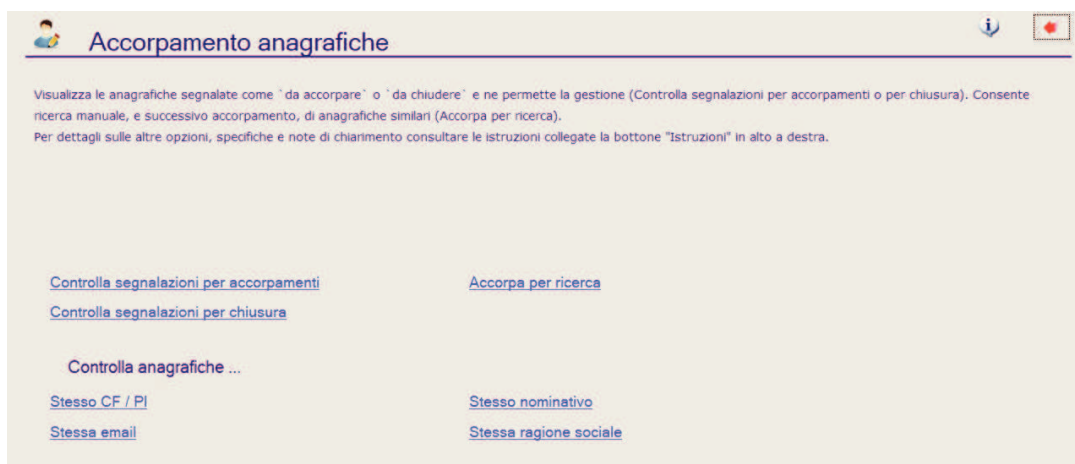 Accorpamento anagrafiche
Visualizza le anagrafiche segnalate come `da accorpare` o `da chiudere` e ne permette la gestione (Controlla segnalazioni per accorpamenti o per chiusura). Consente
ricerca manuale, e successivo accorpamento, di anagrafiche similari (Accorpa per ricerca).
Per dettagli sulle altre opzioni, specifiche e note di chiarimento consultare le istruzioni collegate la bottone "Istruzioni" in alto a destra.
Controlla segnalazioni per accorpamenti
Accorpa per ricerca
Controlla segnalazioni per chiusura
Controlla anagrafiche ...
Stesso CF / PI
Stesso nominativo
Stessa email
Stessa ragione sociale